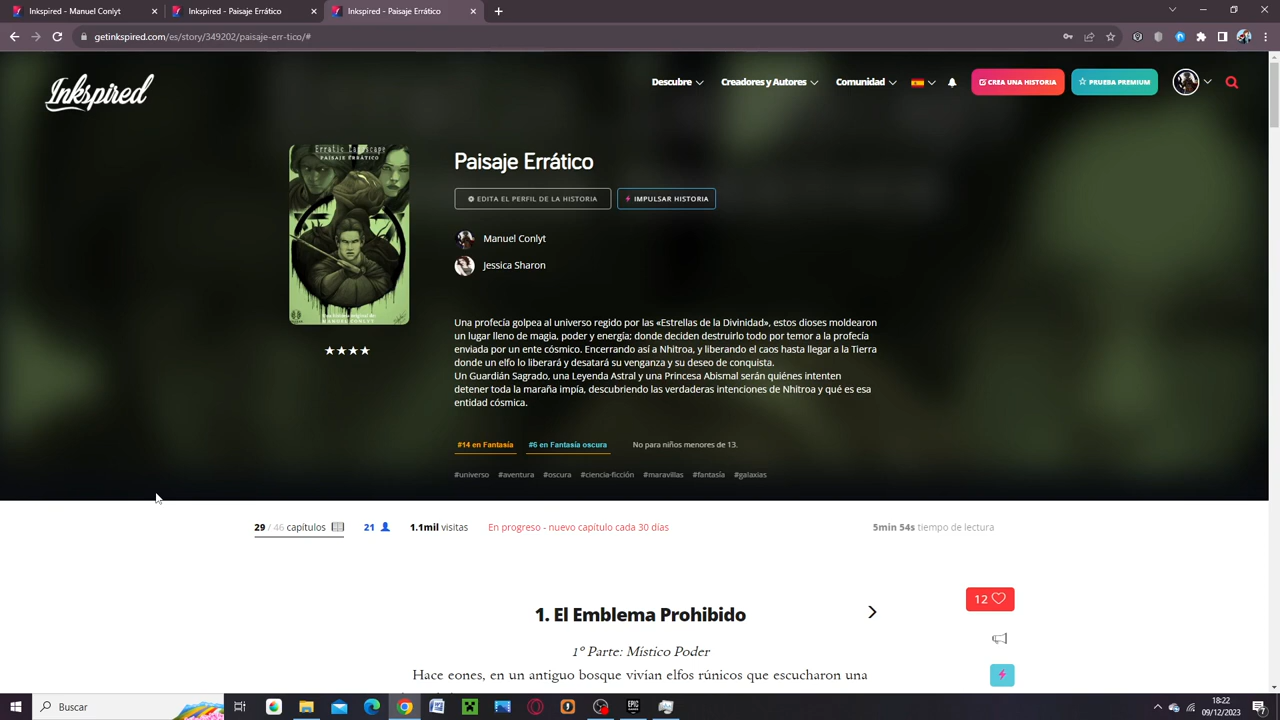 Inkspired - Manuel Conlyt
Inkspired - Paisaje Errático
Inkspired - Paisaje Errático
getinkspired.com/es/story/349202/paisaje-err-tico/#
Inkspired
Descubre
Creadores y Autores
Comunidad
CREA UNA HISTORIA
PRUEBA PREMIUM
Erratic Landscape
PAISAJE ERRÁTICO
MANUEL CONLYT
Paisaje Errático
EDITA EL PERFIL DE LA HISTORIA
IMPULSAR HISTORIA
Manuel Conlyt
Jessica Sharon
Una profecía golpea al universo regido por las «Estrellas de la Divinidad», estos dioses moldearon
un lugar lleno de magia, poder y energía; donde deciden destruirlo todo por temor a la profecía
enviada por un ente cósmico. Encerrando así a Nhitroa, y liberando el caos hasta llegar a la Tierra
donde un elfo lo liberará y desatará su venganza y su deseo de conquista.
Un Guardián Sagrado, una Leyenda Astral y una Princesa Abismal serán quiénes intenten
detener toda la maraña impía, descubriendo las verdaderas intenciones de Nhitroa y qué es esa
entidad cósmica.
#14 en Fantasía
#6 en Fantasía oscura
No para niños menores de 13.
#universo #aventura #oscura #ciencia-ficción #maravillas #fantasía #galaxias
29 / 46 capítulos
21
1.1mil visitas
En progreso - nuevo capítulo cada 30 días
5min 54s tiempo de lectura
1. El Emblema Prohibido
12
1º Parte: Místico Poder
Hace eones, en un antiguo bosque vivían elfos rúnicos que escucharon una
Buscar
EPIC
18:22
09/12/2023